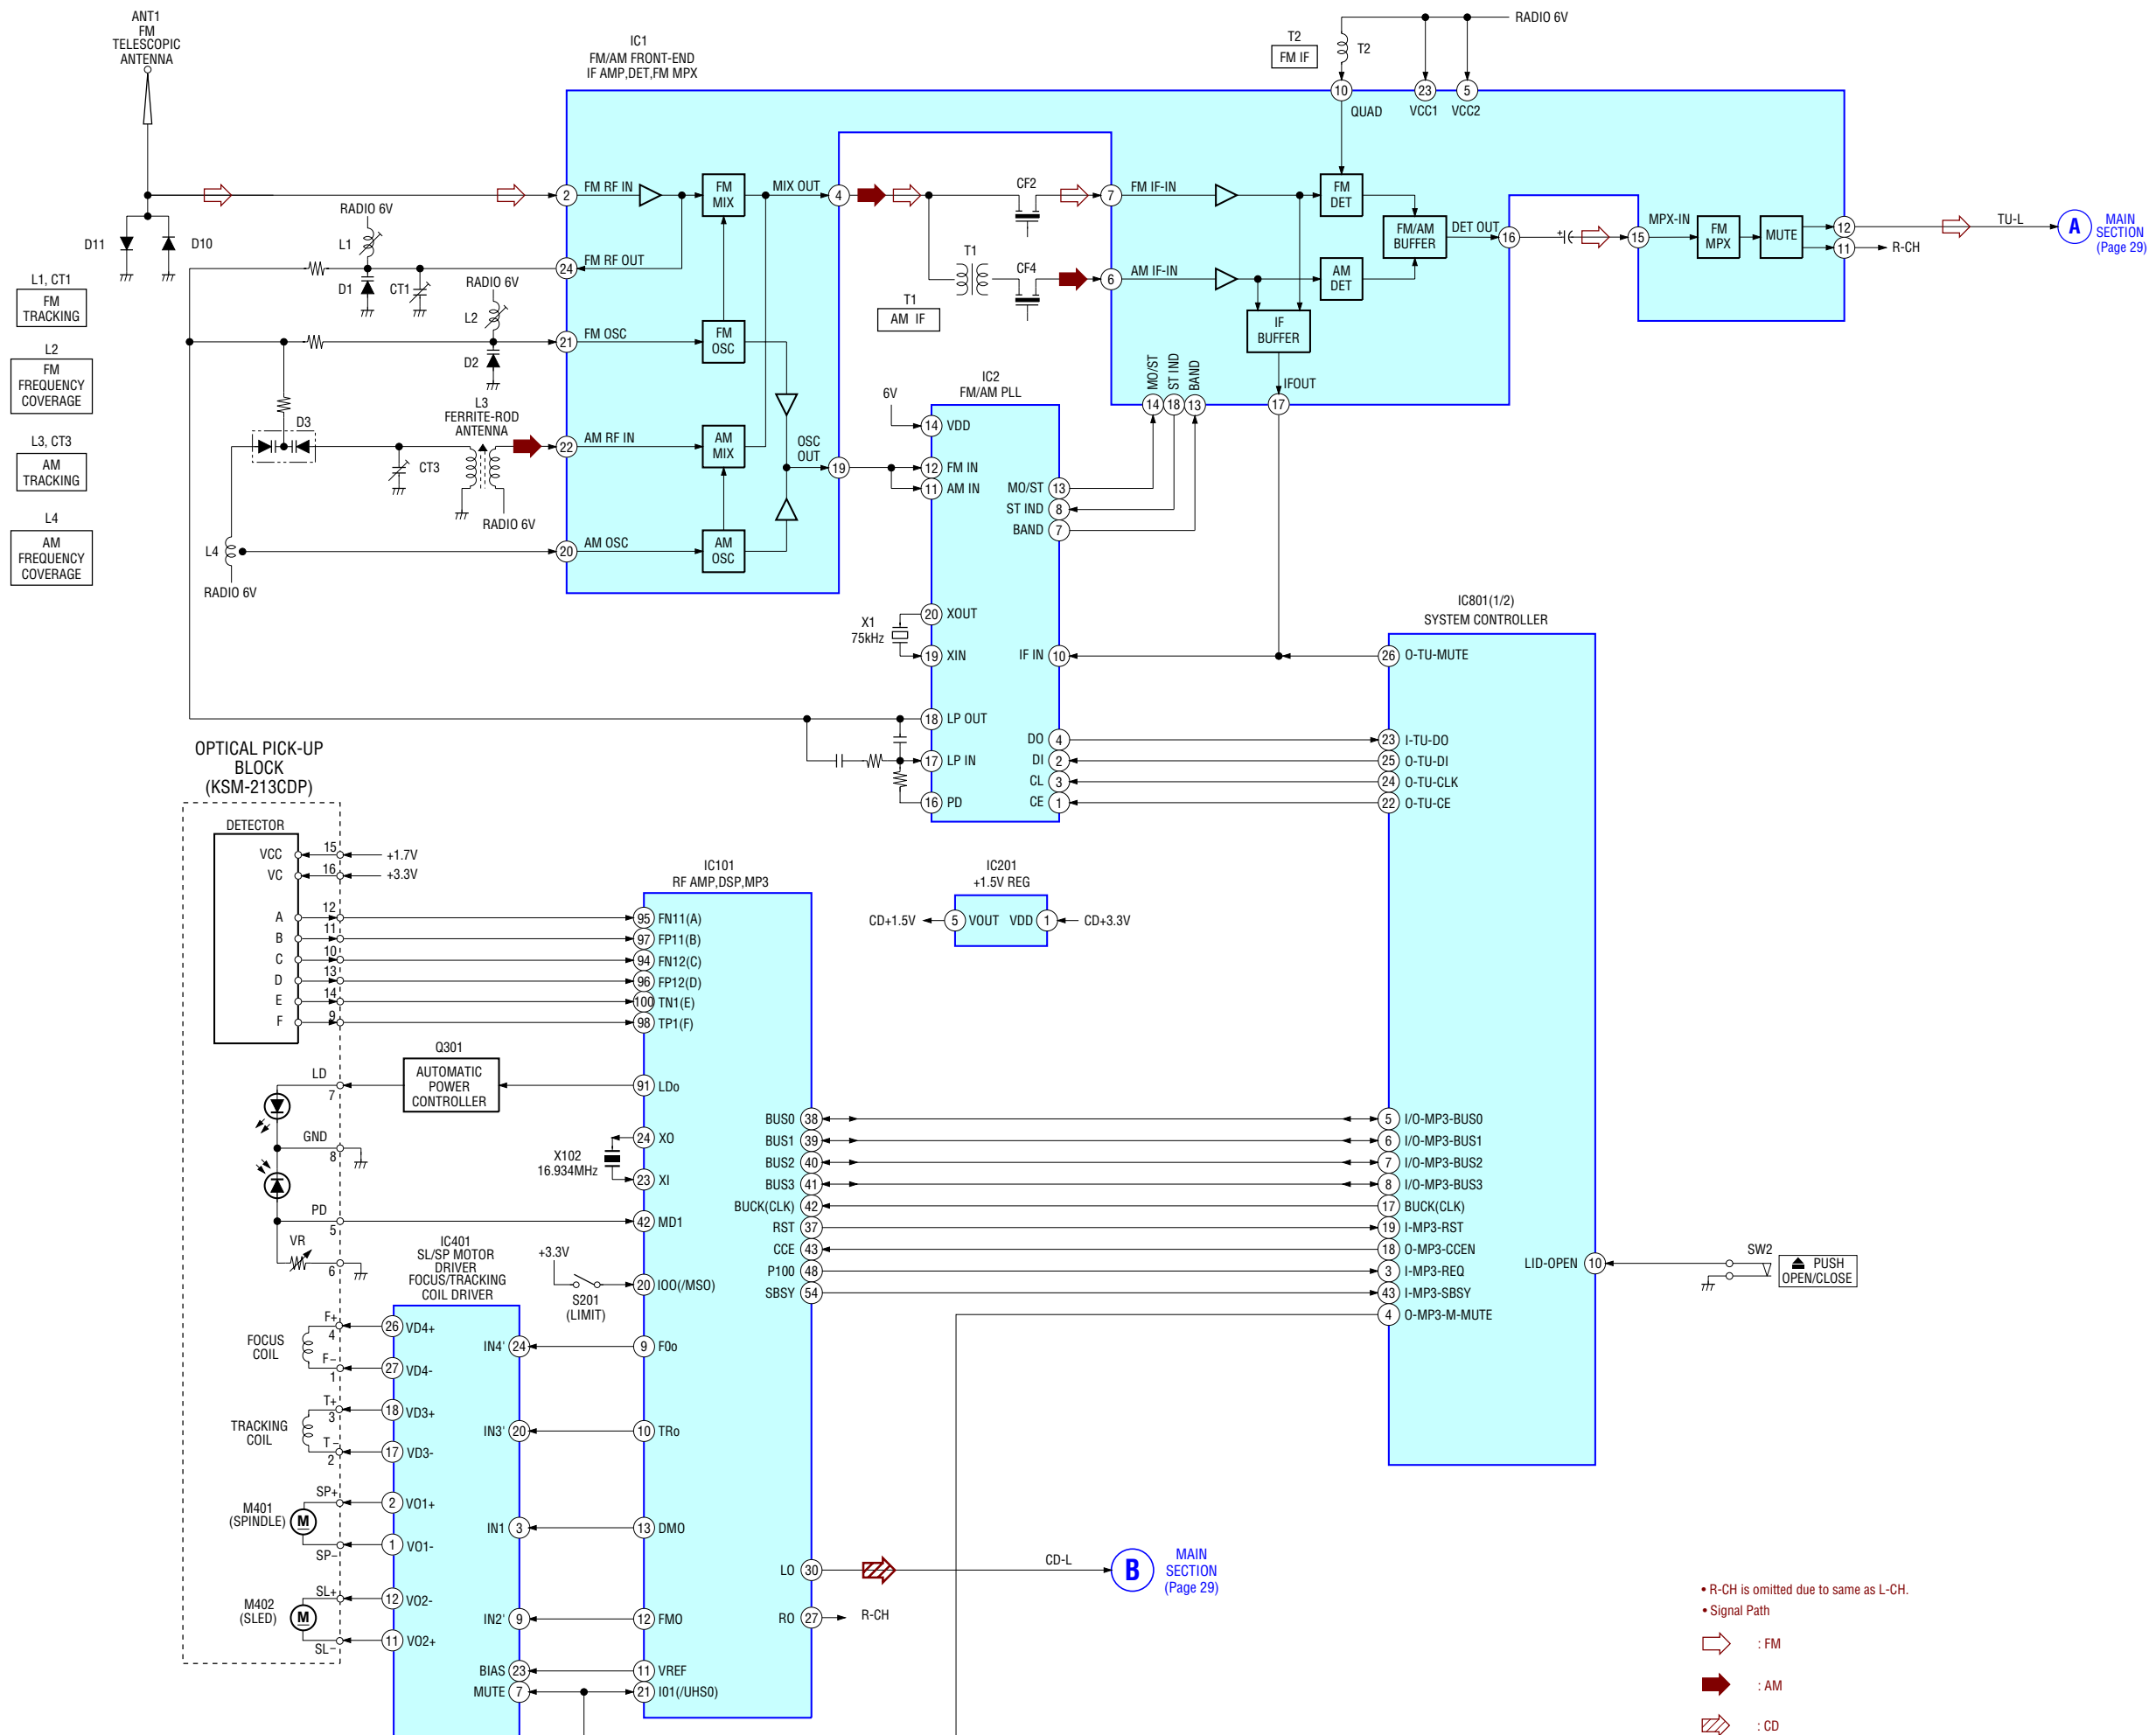 ANT1
FM
TELESCOPIC
ANTENNA
D11
D10
RADIO 6V
L1
D1
CT1
RADIO 6V
L2
D2
L1, CT1
FM
TRACKING
L2
FM
FREQUENCY
COVERAGE
L3, CT3
AM
TRACKING
L4
AM
FREQUENCY
COVERAGE
D3
L3
FERRITE-ROD
ANTENNA
CT3
RADIO 6V
L4
RADIO 6V
IC1
FM/AM FRONT-END
IF AMP,DET,FM MPX
2 FM RF IN
24 FM RF OUT
21 FM OSC
22 AM RF IN
20 AM OSC
FM
MIX
FM
OSC
AM
MIX
AM
OSC
MIX OUT 4
OSC
OUT 19
CF2
T1
CF4
T1
AM IF
T2
FM IF
T2
RADIO 6V
10 QUAD
23 VCC1
5 VCC2
7 FM IF-IN
6 AM IF-IN
FM
DET
AM
DET
FM/AM
BUFFER
IF
BUFFER
DET OUT 16
+
15 MPX-IN
FM
MPX
MUTE
12
11 R-CH
TU-L
A
MAIN
SECTION
(Page 29)
MO/ST 14
ST IND 18
BAND 13
IFOUT 17
IC2
FM/AM PLL
6V
14 VDD
12 FM IN
11 AM IN
MO/ST 13
ST IND 8
BAND 7
X1
75kHz
20 XOUT
19 XIN
IF IN 10
18 LP OUT
17 LP IN
16 PD
DO 4
DI 2
CL 3
CE 1
IC801(1/2)
SYSTEM CONTROLLER
26 O-TU-MUTE
23 I-TU-DO
25 O-TU-DI
24 O-TU-CLK
22 O-TU-CE
5 I/O-MP3-BUS0
6 I/O-MP3-BUS1
7 I/O-MP3-BUS2
8 I/O-MP3-BUS3
17 BUCK(CLK)
19 I-MP3-RST
18 O-MP3-CCEN
3 I-MP3-REQ
43 I-MP3-SBSY
4 O-MP3-M-MUTE
LID-OPEN 10
SW2
PUSH
OPEN/CLOSE
OPTICAL PICK-UP
BLOCK
(KSM-213CDP)
DETECTOR
VCC 15 +1.7V
VC 16 +3.3V
A 12
B 11
C 10
D 13
E 14
F 9
LD 7
GND 8
PD 5
VR 6
Q301
AUTOMATIC
POWER
CONTROLLER
IC101
RF AMP,DSP,MP3
95 FN11(A)
97 FP11(B)
94 FN12(C)
96 FP12(D)
100 TN1(E)
98 TP1(F)
91 LDo
24 XO
X102
16.934MHz
23 XI
42 MD1
+3.3V
S201
(LIMIT)
20 IO0(/MSO)
9 F0o
10 TRo
13 DMO
12 FMO
11 VREF
21 I01(/UHS0)
BUS0 38
BUS1 39
BUS2 40
BUS3 41
BUCK(CLK) 42
RST 37
CCE 43
P100 48
SBSY 54
LO 30
RO 27 R-CH
CD-L
B
MAIN
SECTION
(Page 29)
IC201
+1.5V REG
CD+1.5V 5 VOUT VDD 1 CD+3.3V
IC401
SL/SP MOTOR
DRIVER
FOCUS/TRACKING
COIL DRIVER
FOCUS
COIL
F+
4
F–
1
26 VD4+
27 VD4-
IN4' 24
TRACKING
COIL
T+
3
T –
2
18 VD3+
17 VD3-
IN3' 20
M401
(SPINDLE)
M
SP+
SP–
2 VO1+
1 VO1-
IN1 3
M402
(SLED)
M
SL+
SL–
12 VO2-
11 VO2+
IN2' 9
BIAS 23
MUTE 7
• R-CH is omitted due to same as L-CH.
• Signal Path
: FM
: AM
: CD